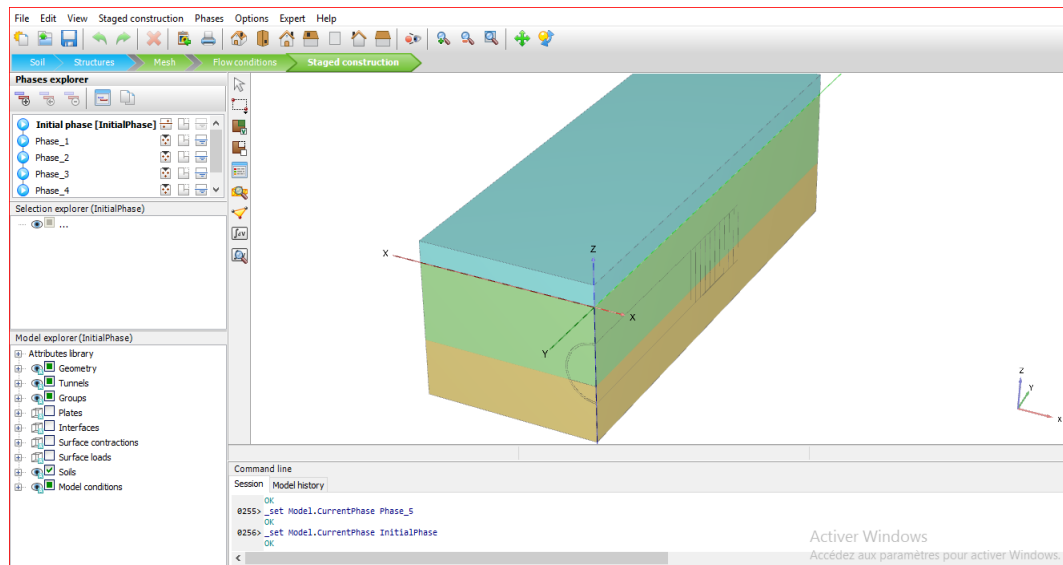 File Edit View Staged construction Phases Options Expert Help
Soil Structures Mesh Flow conditions Staged construction
Phases explorer
Initial phase [InitialPhase]
Phase_1
Phase_2
Phase_3
Phase_4
Selection explorer (InitialPhase)
...
Model explorer (InitialPhase)
Attributes library
Geometry
Tunnels
Groups
Plates
Interfaces
Surface contractions
Surface loads
Soils
Model conditions
X
Z
X
Y
Z
Y
X
Command line
Session Model history
OK
0255> _set Model.CurrentPhase Phase_5
OK
0256> _set Model.CurrentPhase InitialPhase
OK
Activer Windows
Accédez aux paramètres pour activer Windows.